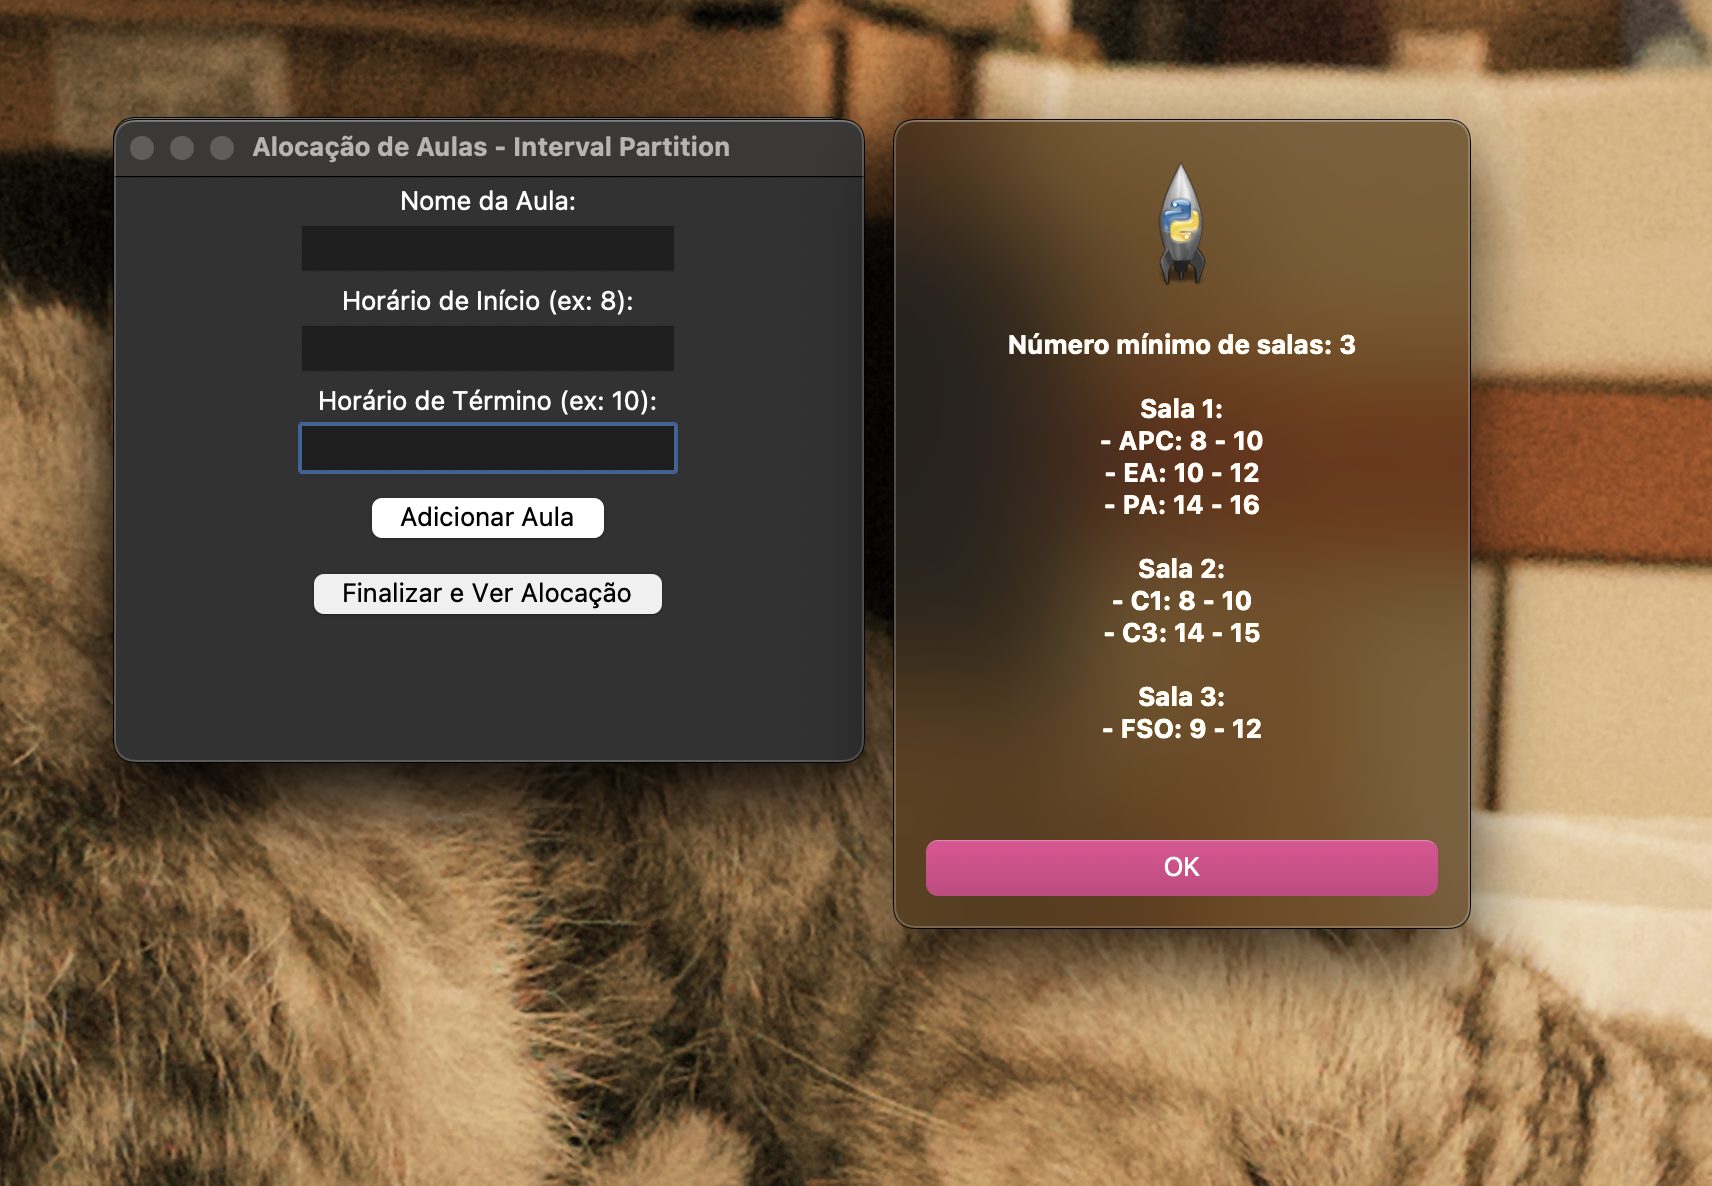 Alocação de Aulas - Interval Partition
Nome da Aula:
Horário de Início (ex: 8):
Horário de Término (ex: 10):
Adicionar Aula
Finalizar e Ver Alocação
Número mínimo de salas: 3
Sala 1:
- APC: 8 - 10
- EA: 10 - 12
- PA: 14 - 16
Sala 2:
- C1: 8 - 10
- C3: 14 - 15
Sala 3:
- FSO: 9 - 12
OK